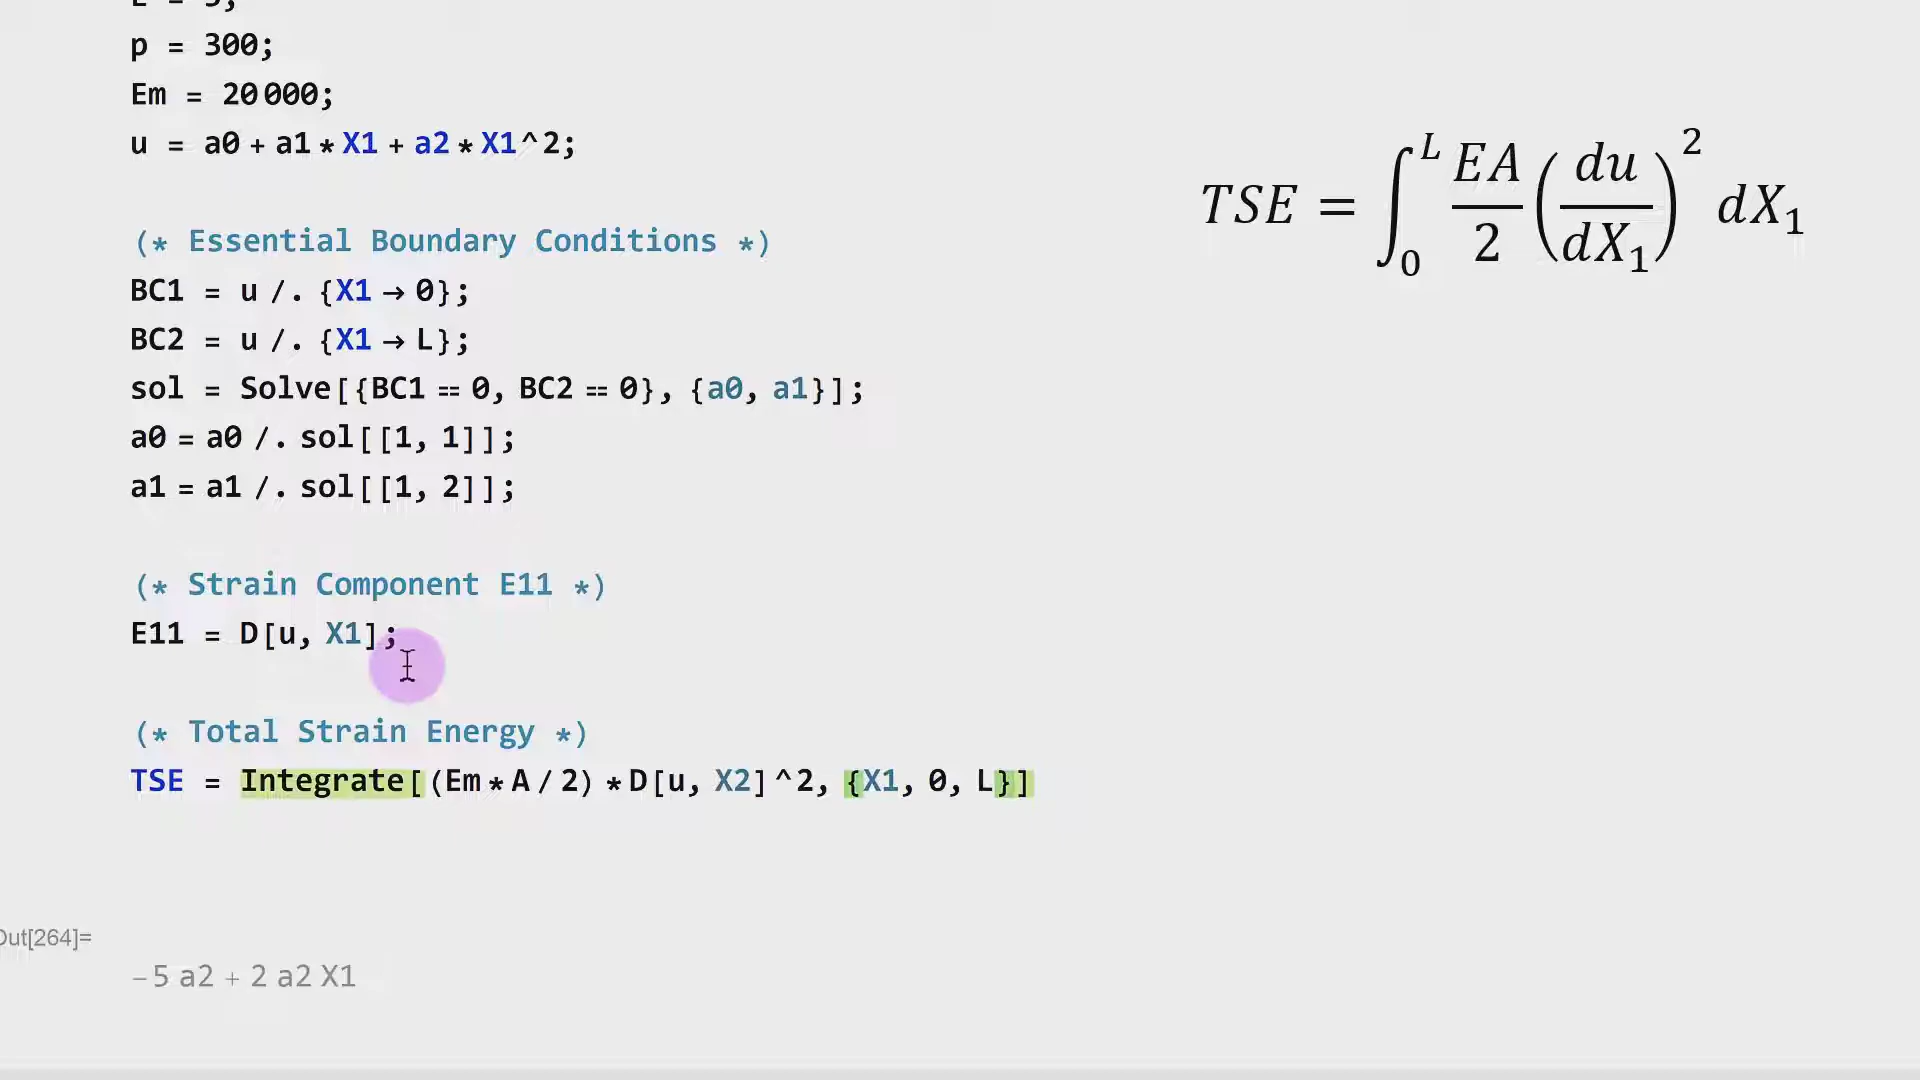 L = 5;
p = 300;
Em = 20000;
u = a0 + a1 * X1 + a2 * X1^2;
(* Essential Boundary Conditions *)
BC1 = u /. {X1 → 0};
BC2 = u /. {X1 → L};
sol = Solve[{BC1 == 0, BC2 == 0}, {a0, a1}];
a0 = a0 /. sol[[1, 1]];
a1 = a1 /. sol[[1, 2]];
(* Strain Component E11 *)
E11 = D[u, X1];
(* Total Strain Energy *)
TSE = Integrate[(Em * A / 2) * D[u, X2]^2, {X1, 0, L}]
Out[264]=
-5 a2 + 2 a2 X1
TSE = ∫₀ᴸ EA/2 (du/dX₁)² dX₁